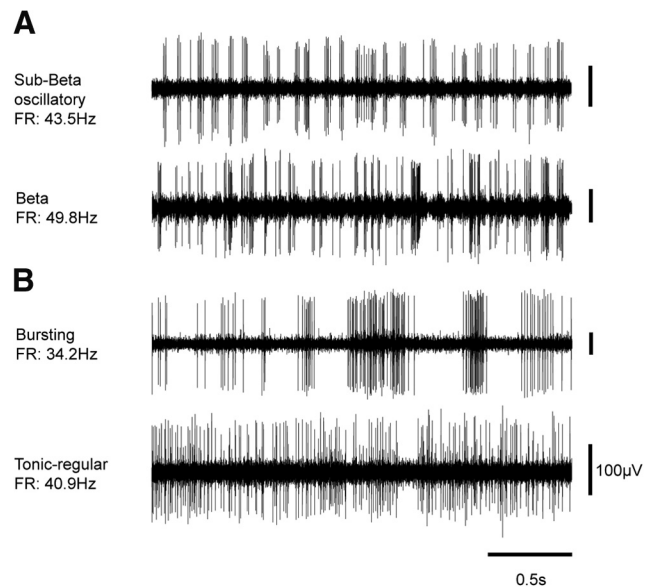 A
Sub-Beta
oscillatory
FR: 43.5Hz
Beta
FR: 49.8Hz
B
Bursting
FR: 34.2Hz
Tonic-regular
FR: 40.9Hz
100µV
0.5s